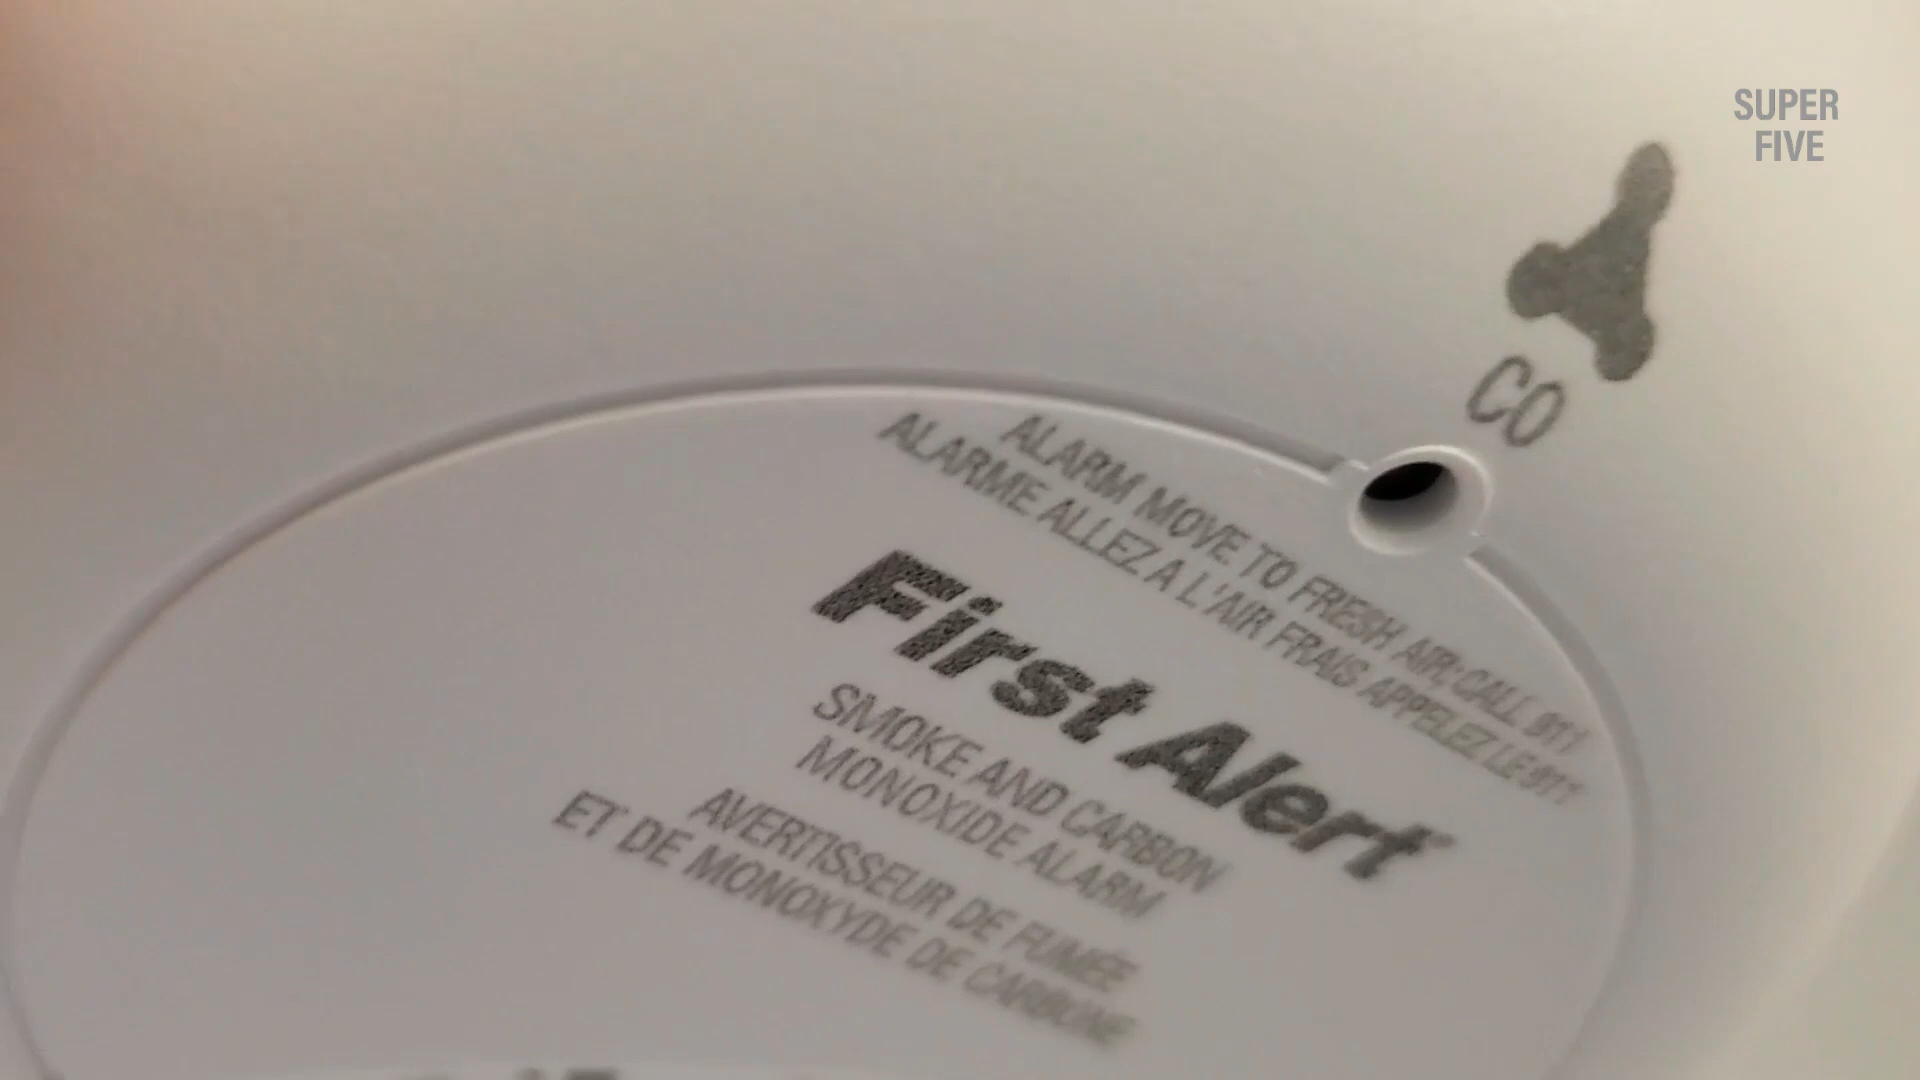 SUPER
FIVE
CO
ALARM MOVE TO FRESH AIR; CALL 911
ALARME ALLEZ A L'AIR FRAIS APPELEZ LE 911
First Alert
SMOKE AND CARBON
MONOXIDE ALARM
AVERTISSEUR DE FUMÉE
ET DE MONOXYDE DE CARBONE